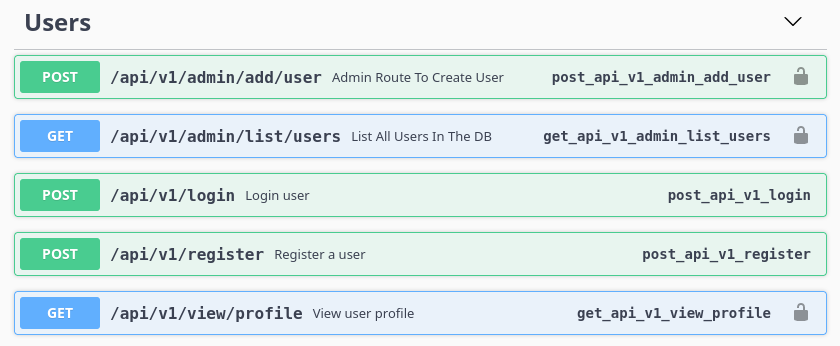 Users
POST /api/v1/admin/add/user Admin Route To Create User post_api_v1_admin_add_user
GET /api/v1/admin/list/users List All Users In The DB get_api_v1_admin_list_users
POST /api/v1/login Login user post_api_v1_login
POST /api/v1/register Register a user post_api_v1_register
GET /api/v1/view/profile View user profile get_api_v1_view_profile